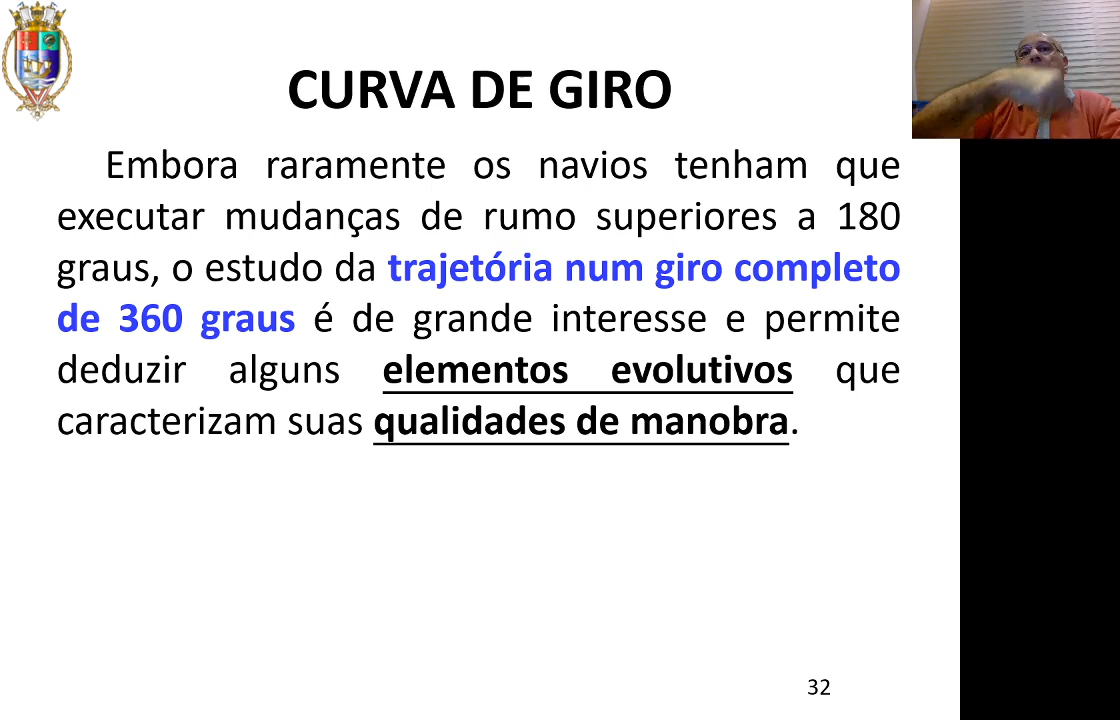 CURVA DE GIRO
Embora raramente os navios tenham que
executar mudanças de rumo superiores a 180
graus, o estudo da trajetória num giro completo
de 360 graus é de grande interesse e permite
deduzir alguns elementos evolutivos que
caracterizam suas qualidades de manobra.
32